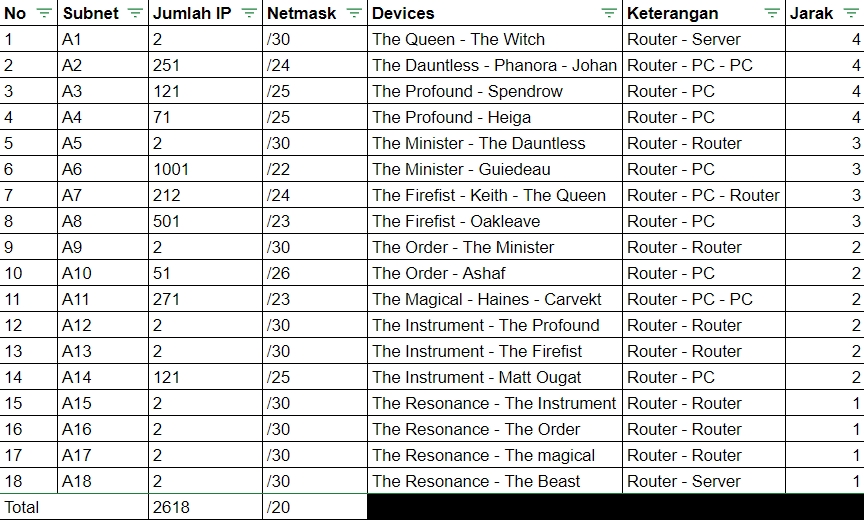 No Subnet Jumlah IP Netmask Devices Keterangan Jarak
1 A1 2 /30 The Queen - The Witch Router - Server 4
2 A2 251 /24 The Dauntless - Phanora - Johan Router - PC - PC 4
3 A3 121 /25 The Profound - Spendrow Router - PC 4
4 A4 71 /25 The Profound - Heiga Router - PC 4
5 A5 2 /30 The Minister - The Dauntless Router - Router 3
6 A6 1001 /22 The Minister - Guiedeau Router - PC 3
7 A7 212 /24 The Firefist - Keith - The Queen Router - PC - Router 3
8 A8 501 /23 The Firefist - Oakleave Router - PC 3
9 A9 2 /30 The Order - The Minister Router - Router 2
10 A10 51 /26 The Order - Ashaf Router - PC 2
11 A11 271 /23 The Magical - Haines - Carvekt Router - PC - PC 2
12 A12 2 /30 The Instrument - The Profound Router - Router 2
13 A13 2 /30 The Instrument - The Firefist Router - Router 2
14 A14 121 /25 The Instrument - Matt Ougat Router - PC 2
15 A15 2 /30 The Resonance - The Instrument Router - Router 1
16 A16 2 /30 The Resonance - The Order Router - Router 1
17 A17 2 /30 The Resonance - The magical Router - Router 1
18 A18 2 /30 The Resonance - The Beast Router - Server 1
Total 2618 /20